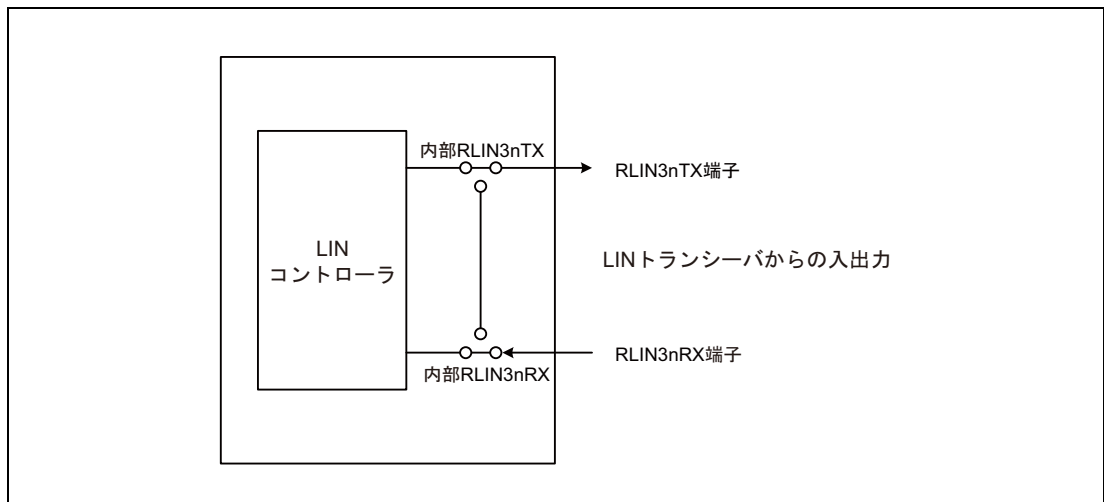 内部RLIN3nTX
RLIN3nTX端子
LIN
コントローラ
LINトランシーバからの入出力
RLIN3nRX端子
内部RLIN3nRX